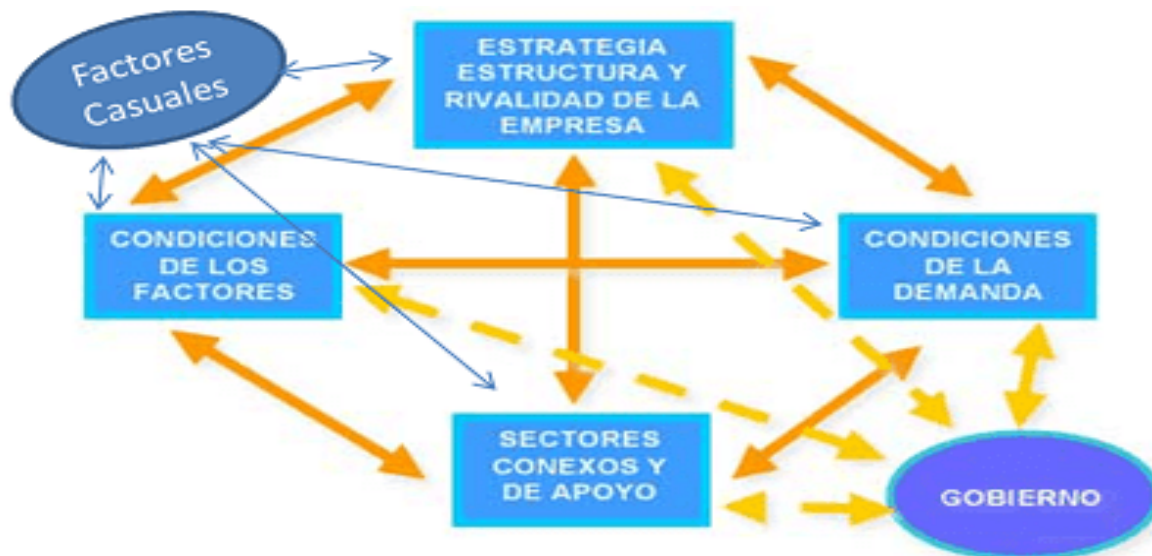 Factores
Casuales
ESTRATEGIA
ESTRUCTURA Y
RIVALIDAD DE LA
EMPRESA
CONDICIONES
DE LOS
FACTORES
CONDICIONES
DE LA
DEMANDA
SECTORES
CONEXOS Y
DE APOYO
GOBIERNO